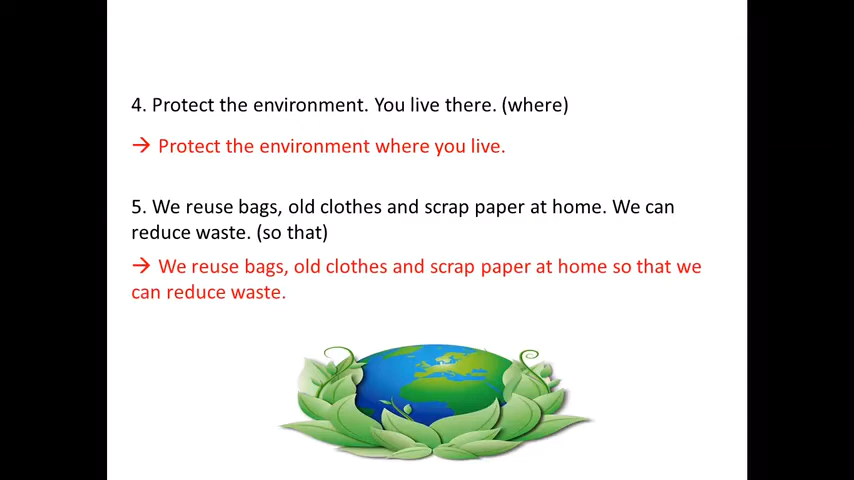 4. Protect the environment. You live there. (where)
→ Protect the environment where you live.
5. We reuse bags, old clothes and scrap paper at home. We can
reduce waste. (so that)
→ We reuse bags, old clothes and scrap paper at home so that we
can reduce waste.